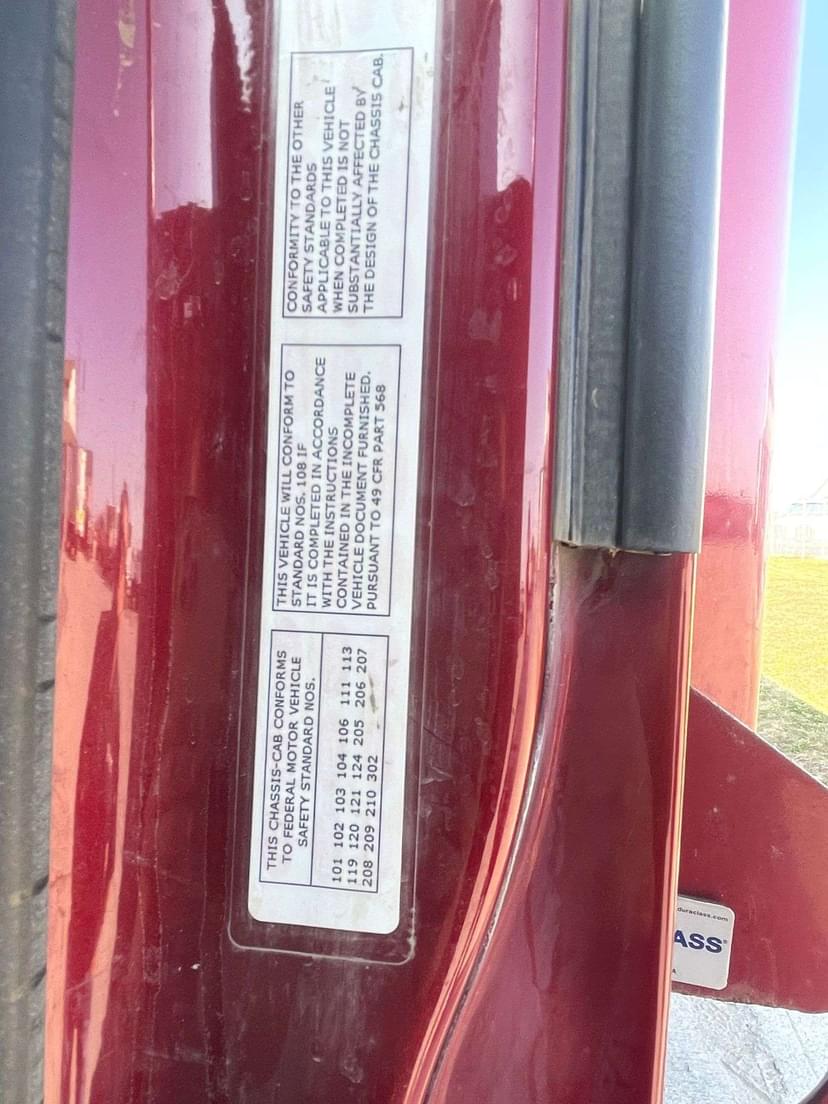 THIS CHASSIS-CAB CONFORMS
TO FEDERAL MOTOR VEHICLE
SAFETY STANDARD NOS.
101 102 103 104 106 111 113
119 120 121 124 205 206 207
208 209 210 302
THIS VEHICLE WILL CONFORM TO
STANDARD NOS. 108 IF
IT IS COMPLETED IN ACCORDANCE
WITH THE INSTRUCTIONS
CONTAINED IN THE INCOMPLETE
VEHICLE DOCUMENT FURNISHED.
PURSUANT TO 49 CFR PART 568
CONFORMITY TO THE OTHER
SAFETY STANDARDS
APPLICABLE TO THIS VEHICLE
WHEN COMPLETED IS NOT
SUBSTANTIALLY AFFECTED BY
THE DESIGN OF THE CHASSIS CAB.
duraclass.com
ASS